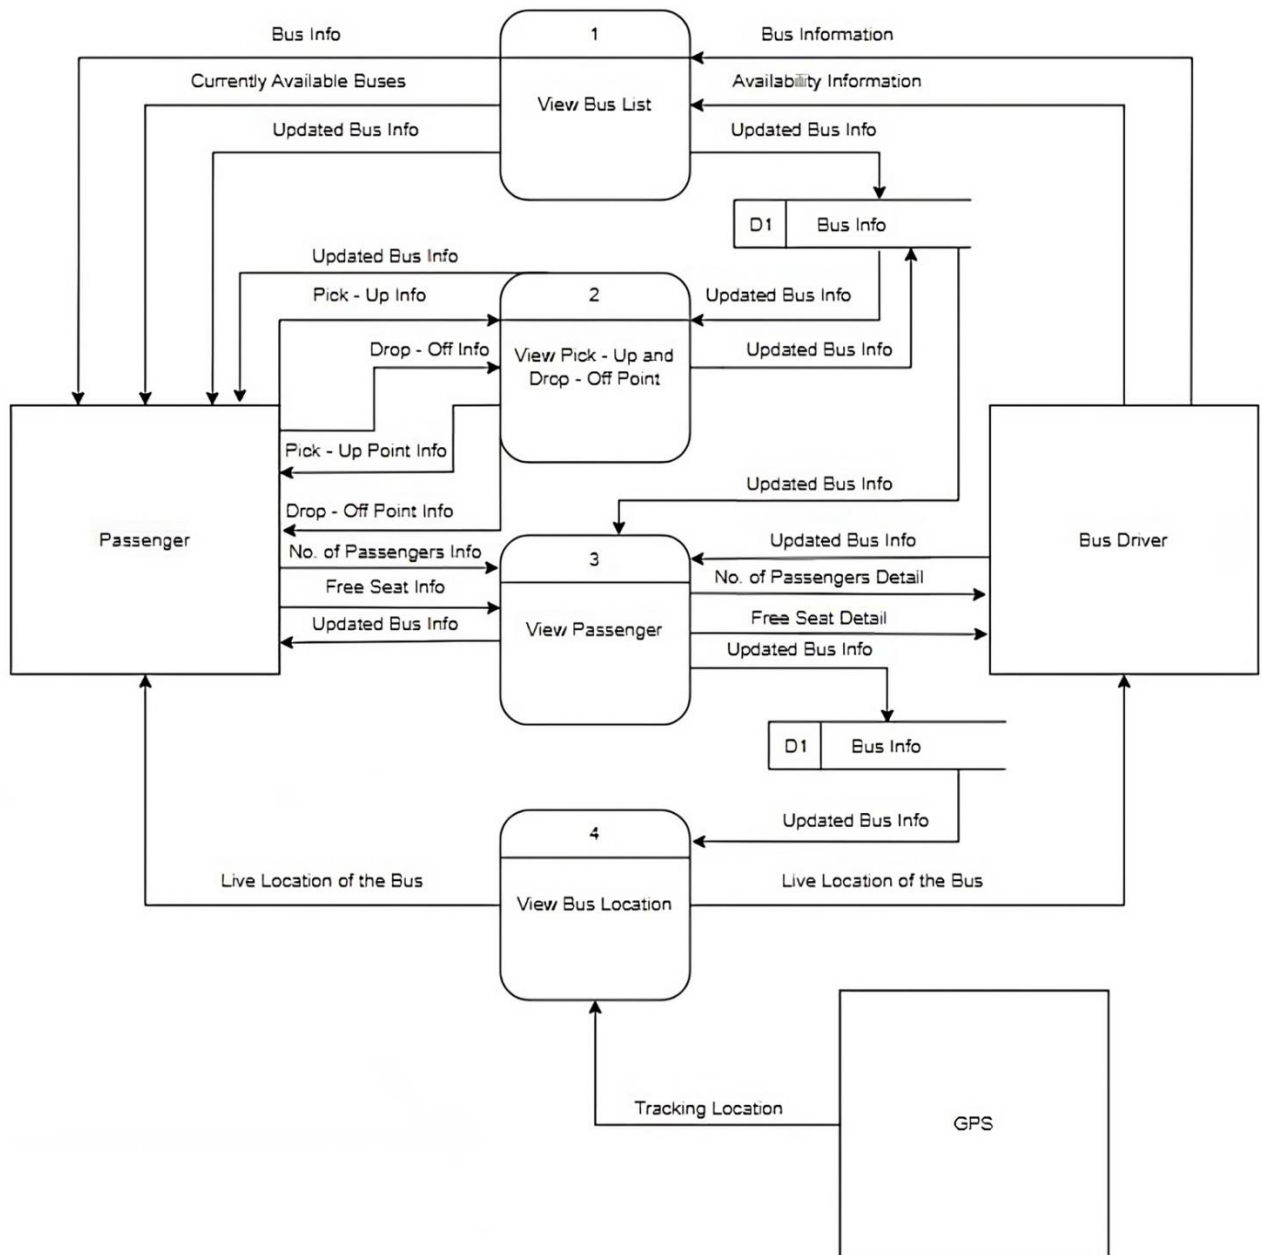 Bus Info
1
Bus Information
Currently Available Buses
Availability Information
View Bus List
Updated Bus Info
Updated Bus Info
D1
Bus Info
Updated Bus Info
Pick - Up Info
2
Updated Bus Info
Drop - Off Info
View Pick - Up and
Drop - Off Point
Updated Bus Info
Pick - Up Point Info
Updated Bus Info
Drop - Off Point Info
Passenger
Bus Driver
No. of Passengers Info
3
Updated Bus Info
Free Seat Info
No. of Passengers Detail
Updated Bus Info
View Passenger
Free Seat Detail
Updated Bus Info
D1
Bus Info
Updated Bus Info
4
Live Location of the Bus
Live Location of the Bus
View Bus Location
Tracking Location
GPS